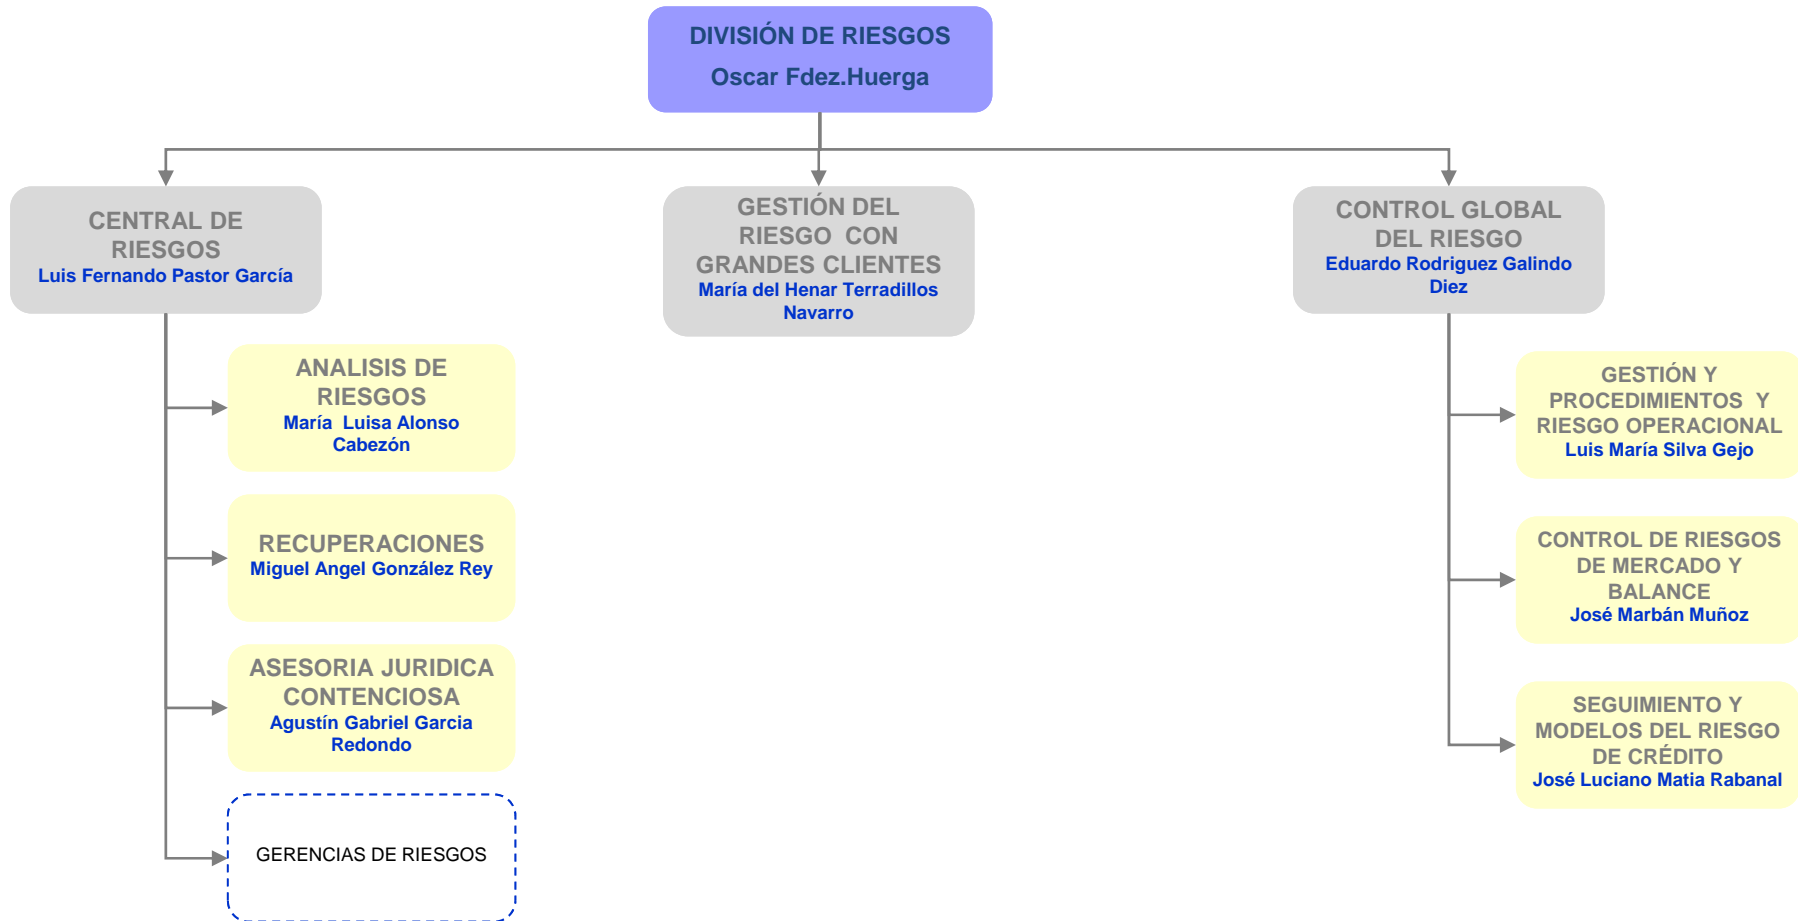 DIVISIÓN DE RIESGOS
Oscar Fdez.Huerga
CENTRAL DE
RIESGOS
Luis Fernando Pastor García
GESTIÓN DEL
RIESGO CON
GRANDES CLIENTES
María del Henar Terradillos
Navarro
CONTROL GLOBAL
DEL RIESGO
Eduardo Rodriguez Galindo
Diez
ANALISIS DE
RIESGOS
María Luisa Alonso
Cabezón
RECUPERACIONES
Miguel Angel González Rey
ASESORIA JURIDICA
CONTENCIOSA
Agustín Gabriel Garcia
Redondo
GERENCIAS DE RIESGOS
GESTIÓN Y
PROCEDIMIENTOS Y
RIESGO OPERACIONAL
Luis María Silva Gejo
CONTROL DE RIESGOS
DE MERCADO Y
BALANCE
José Marbán Muñoz
SEGUIMIENTO Y
MODELOS DEL RIESGO
DE CRÉDITO
José Luciano Matia Rabanal